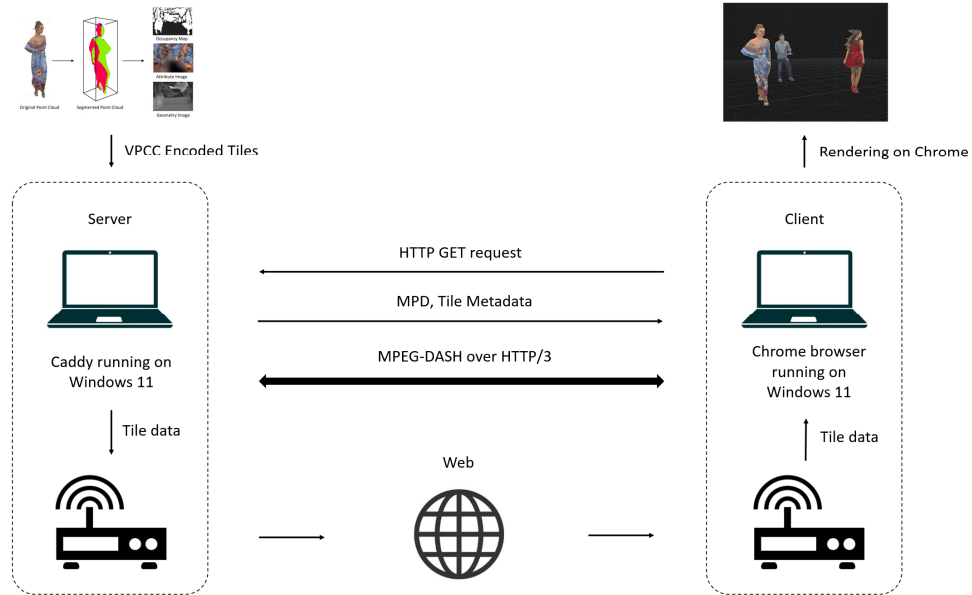 Occupancy Map
Attribute Image
Original Point Cloud
Segmented Point Cloud
Geometry Image
VPCC Encoded Tiles
Rendering on Chrome
Server
Client
HTTP GET request
MPD, Tile Metadata
MPEG-DASH over HTTP/3
Caddy running on
Windows 11
Chrome browser
running on
Windows 11
Tile data
Tile data
Web